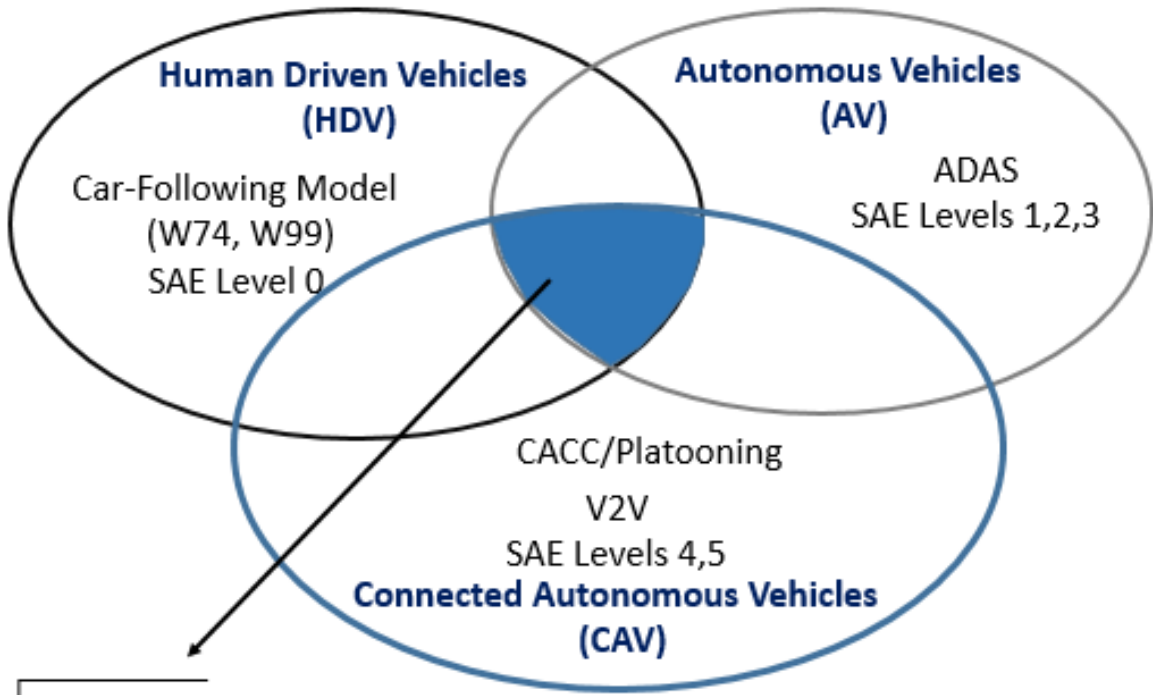 Human Driven Vehicles
(HDV)
Car-Following Model
(W74, W99)
SAE Level 0
Autonomous Vehicles
(AV)
ADAS
SAE Levels 1,2,3
CACC/Platooning
V2V
SAE Levels 4,5
Connected Autonomous Vehicles
(CAV)